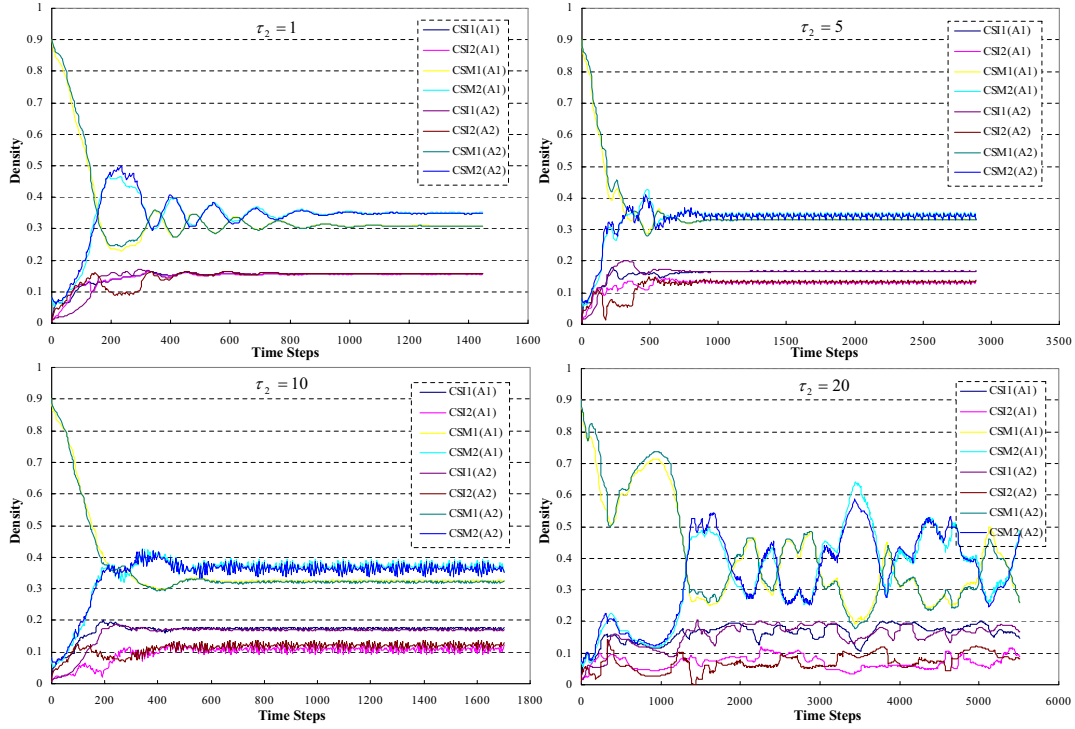 τ₂ = 1
1
0.9
0.8
0.7
0.6
0.5
0.4
0.3
0.2
0.1
0
Density
0 200 400 600 800 1000 1200 1400 1600
Time Steps
CSI1(A1)
CSI2(A1)
CSM1(A1)
CSM2(A1)
CSI1(A2)
CSI2(A2)
CSM1(A2)
CSM2(A2)
τ₂ = 5
1
0.9
0.8
0.7
0.6
0.5
0.4
0.3
0.2
0.1
0
Density
0 500 1000 1500 2000 2500 3000 3500
Time Steps
CSI1(A1)
CSI2(A1)
CSM1(A1)
CSM2(A1)
CSI1(A2)
CSI2(A2)
CSM1(A2)
CSM2(A2)
τ₂ = 10
1
0.9
0.8
0.7
0.6
0.5
0.4
0.3
0.2
0.1
0
Density
0 200 400 600 800 1000 1200 1400 1600 1800
Time Steps
CSI1(A1)
CSI2(A1)
CSM1(A1)
CSM2(A1)
CSI1(A2)
CSI2(A2)
CSM1(A2)
CSM2(A2)
τ₂ = 20
1
0.9
0.8
0.7
0.6
0.5
0.4
0.3
0.2
0.1
0
Density
0 1000 2000 3000 4000 5000 6000
Time Steps
CSI1(A1)
CSI2(A1)
CSM1(A1)
CSM2(A1)
CSI1(A2)
CSI2(A2)
CSM1(A2)
CSM2(A2)